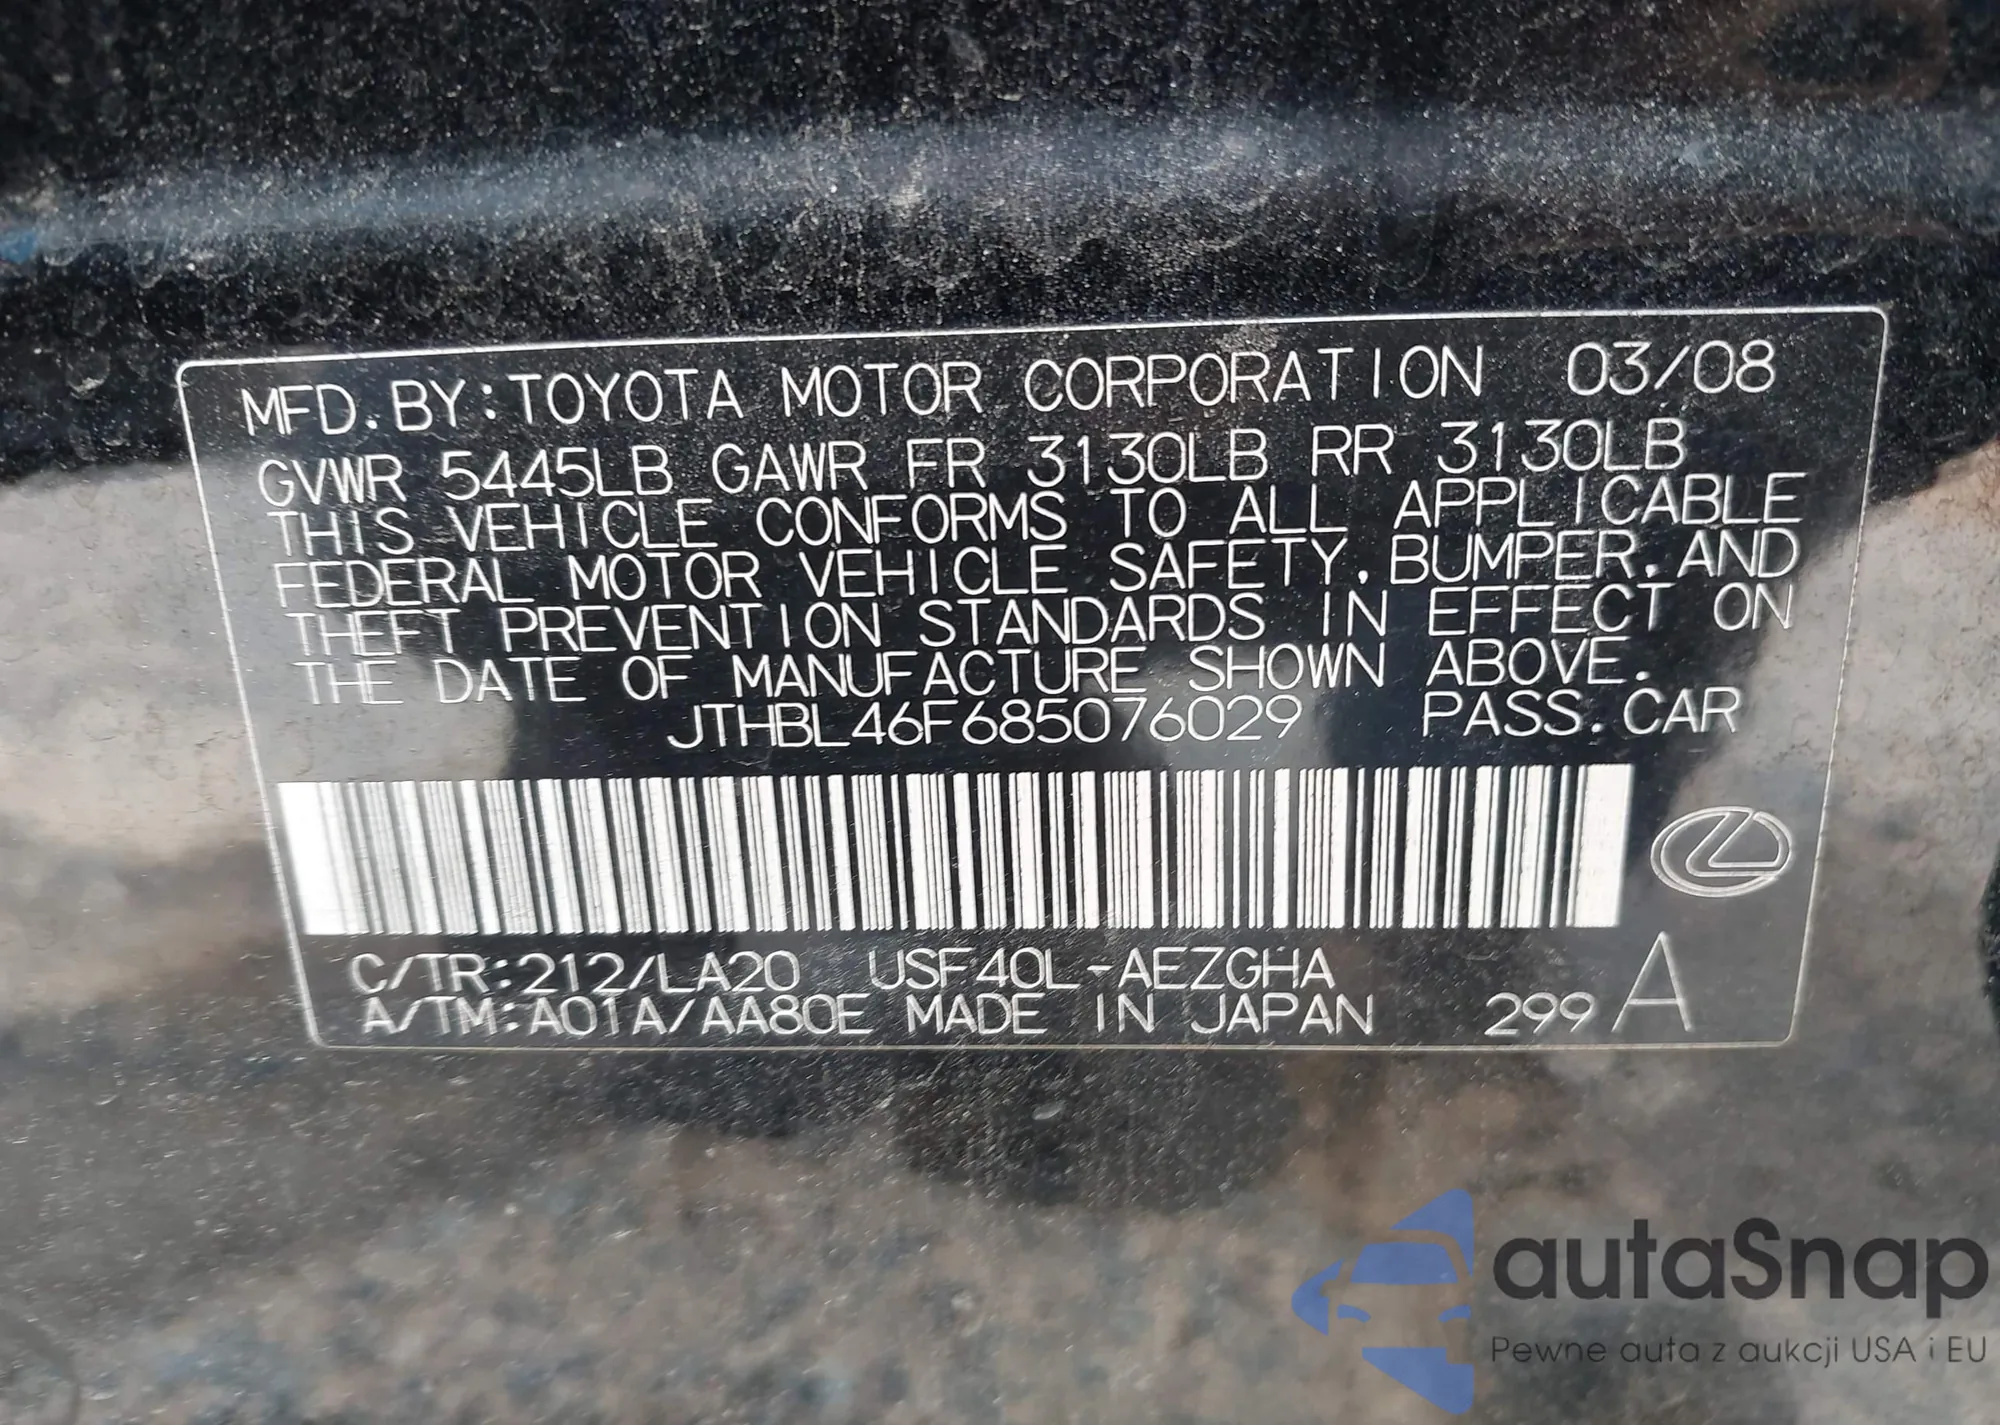 MFD. BY: TOYOTA MOTOR CORPORATION 03/08
GVWR 5445LB GAWR FR 3130LB RR 3130LB
THIS VEHICLE CONFORMS TO ALL APPLICABLE
FEDERAL MOTOR VEHICLE SAFETY, BUMPER, AND
THEFT PREVENTION STANDARDS IN EFFECT ON
THE DATE OF MANUFACTURE SHOWN ABOVE.
JTHBL46F685076029 PASS. CAR
C/TR:212/LA20 USF40L-AEZGHA
A/TM:A01A/AA80E MADE IN JAPAN 299 A
autaSnap
Pewne auta z aukcji USA i EU